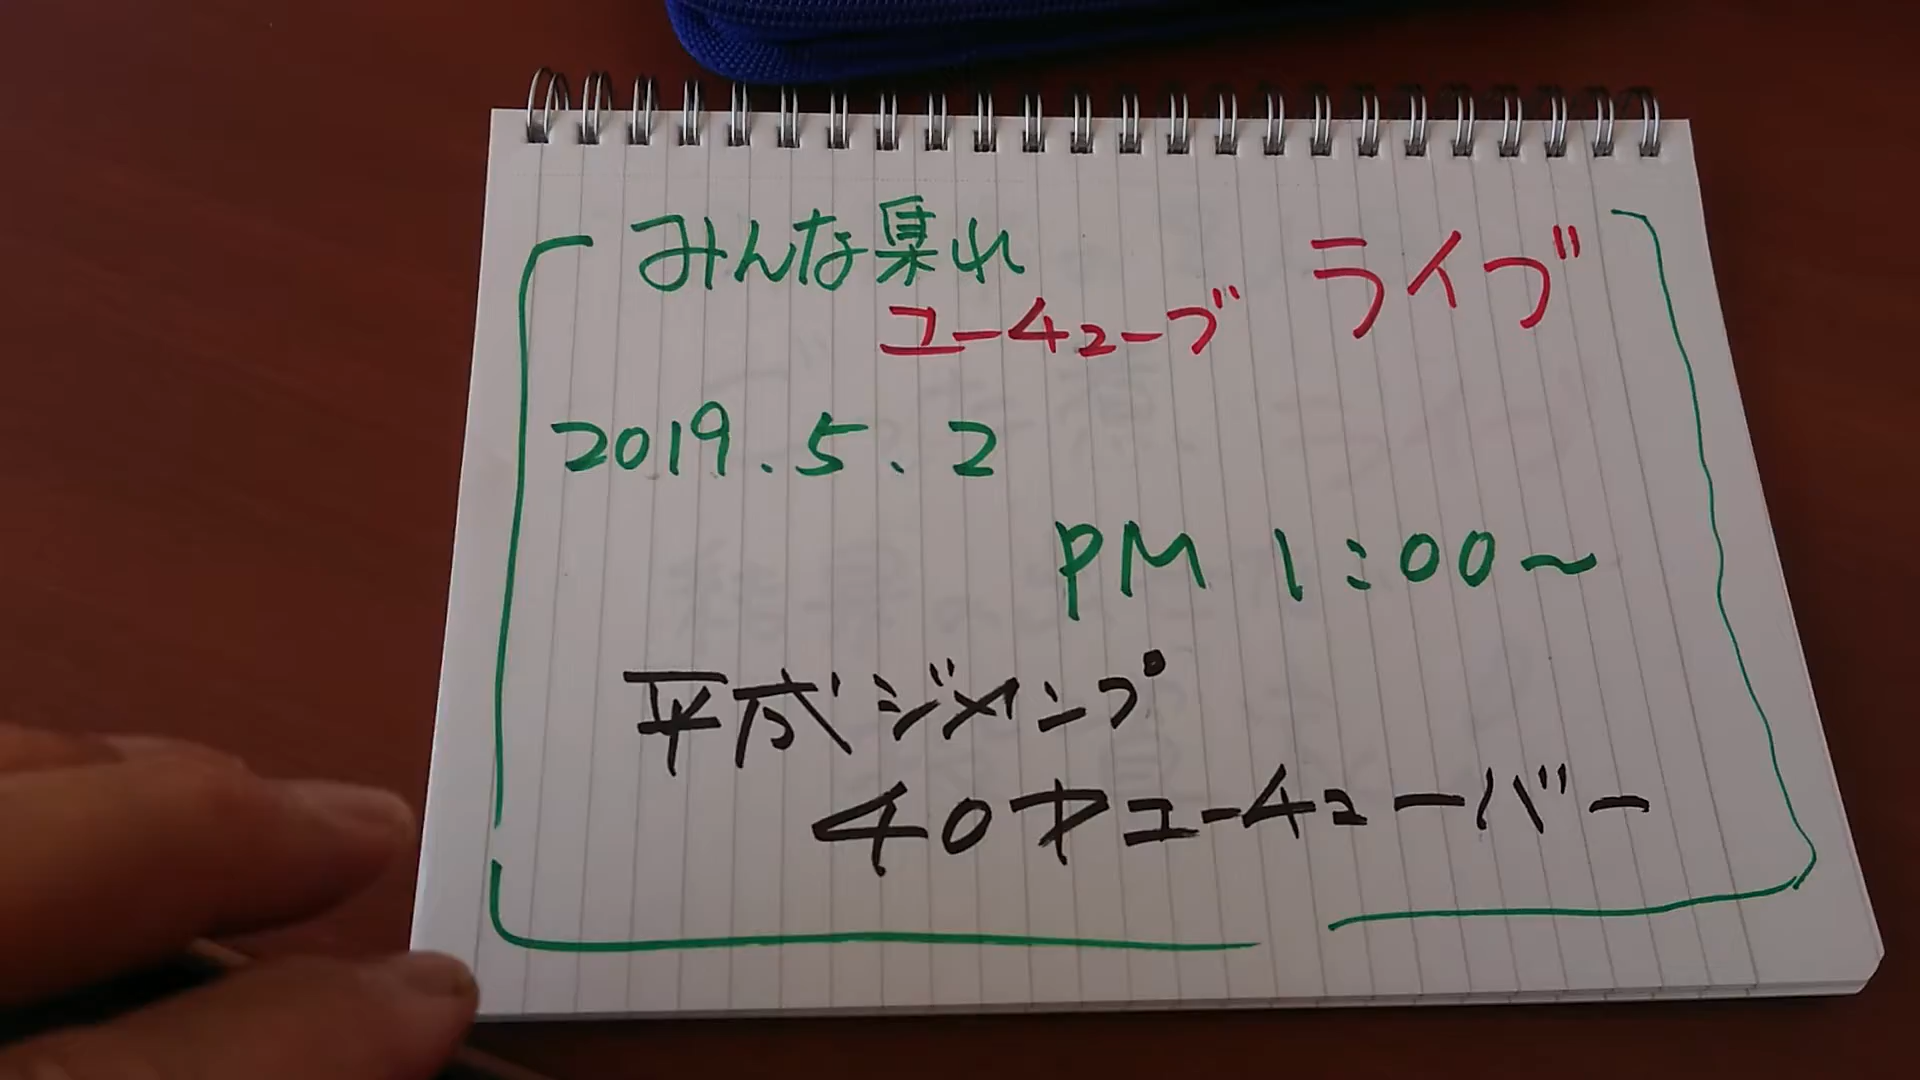 みんな集れ
ユーチューブ ライブ
2019.5.2
PM 1:00~
平成ジャンプ
40才ユーチューバー